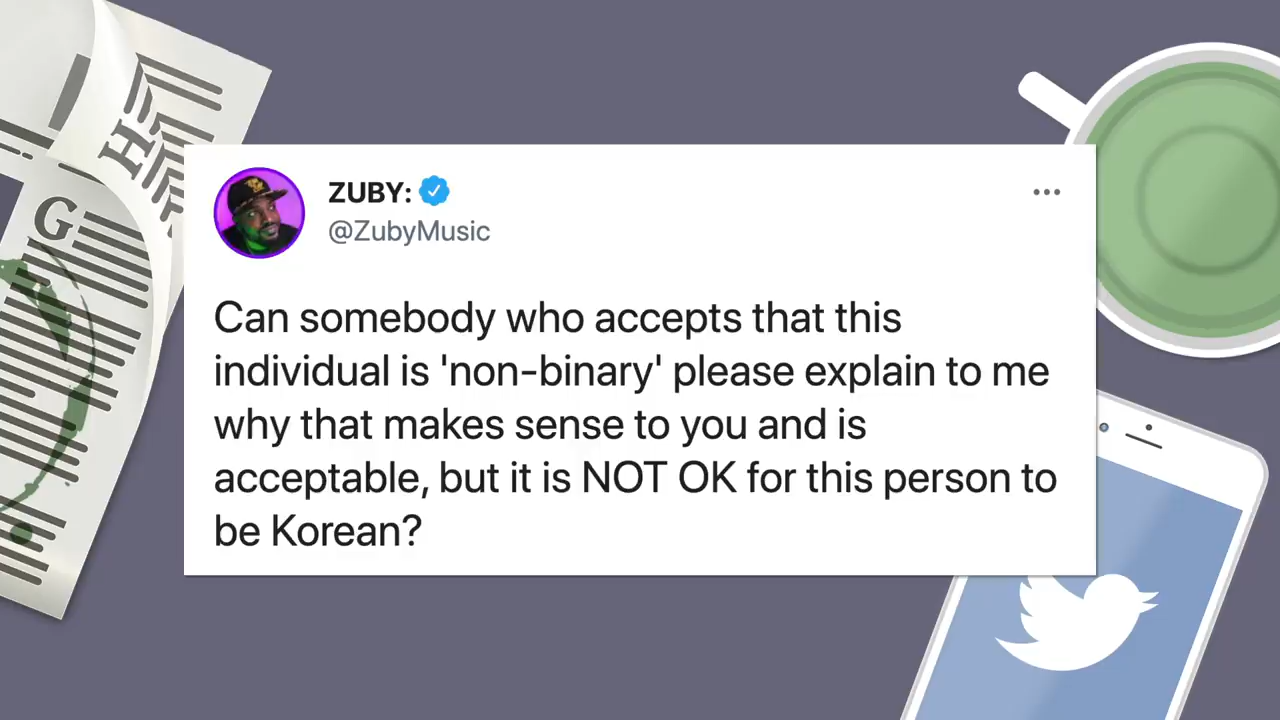 ZUBY:
@ZubyMusic
Can somebody who accepts that this
individual is 'non-binary' please explain to me
why that makes sense to you and is
acceptable, but it is NOT OK for this person to
be Korean?
H
G